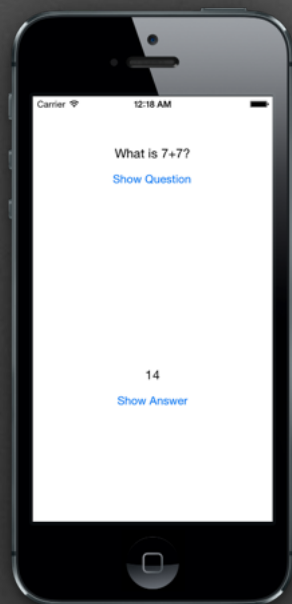 Carrier 12:18 AM
What is 7+7?
Show Question
14
Show Answer